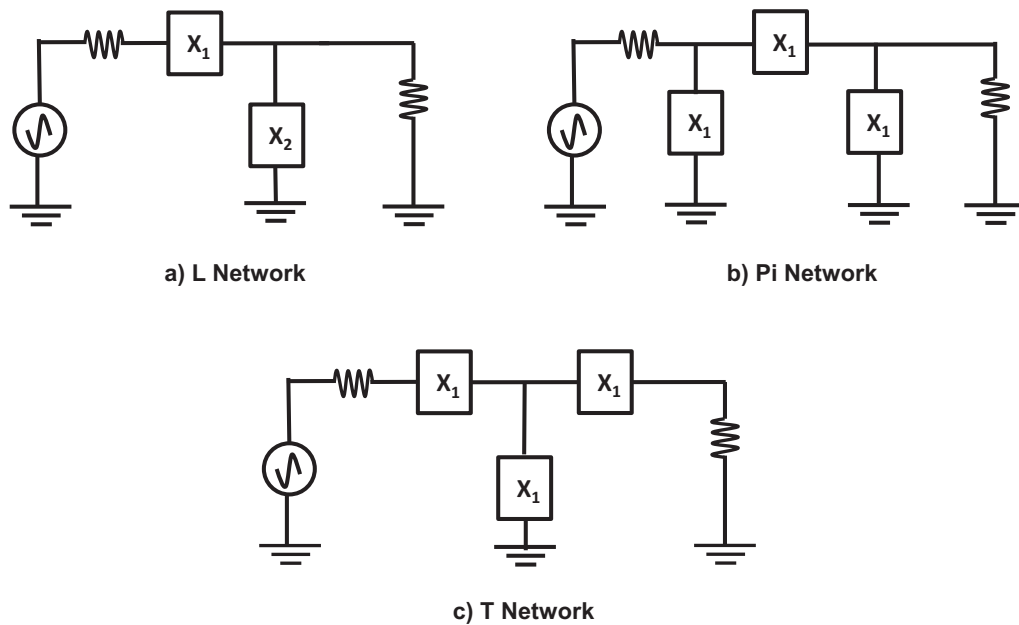 X₁
X₂
a) L Network
X₁
X₁
X₁
b) Pi Network
X₁
X₁
X₁
c) T Network